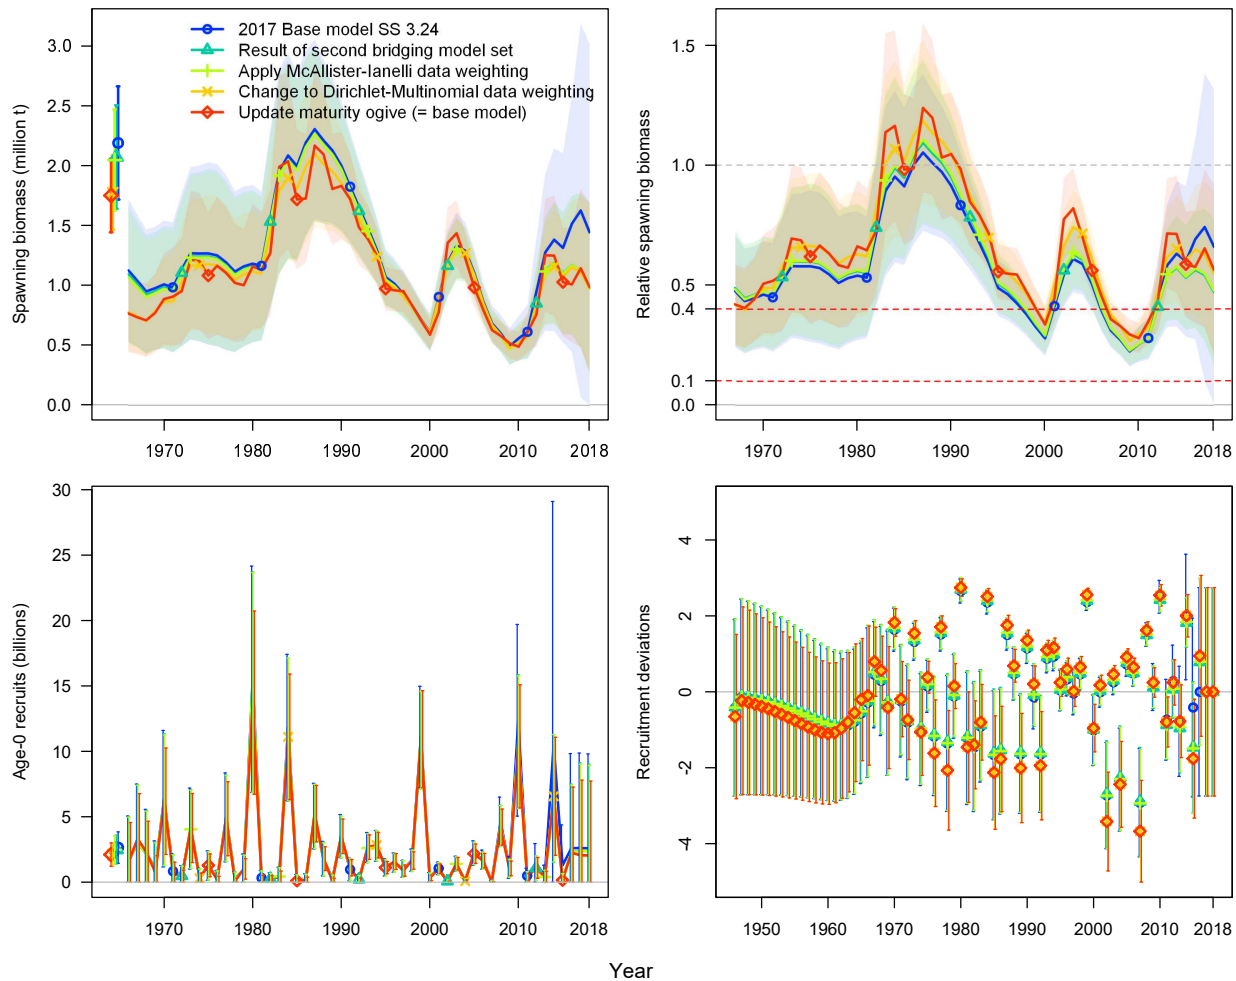 2017 Base model SS 3.24
Result of second bridging model set
Apply McAllister-Ianelli data weighting
Change to Dirichlet-Multinomial data weighting
Update maturity ogive (= base model)
Spawning biomass (million t)
3.0
2.5
2.0
1.5
1.0
0.5
0.0
1970 1980 1990 2000 2010 2018
Relative spawning biomass
1.5
1.0
0.5
0.4
0.1
0.0
1970 1980 1990 2000 2010 2018
Age-0 recruits (billions)
30
25
20
15
10
5
0
1970 1980 1990 2000 2010 2018
Recruitment deviations
4
2
0
-2
-4
1950 1960 1970 1980 1990 2000 2010 2018
Year